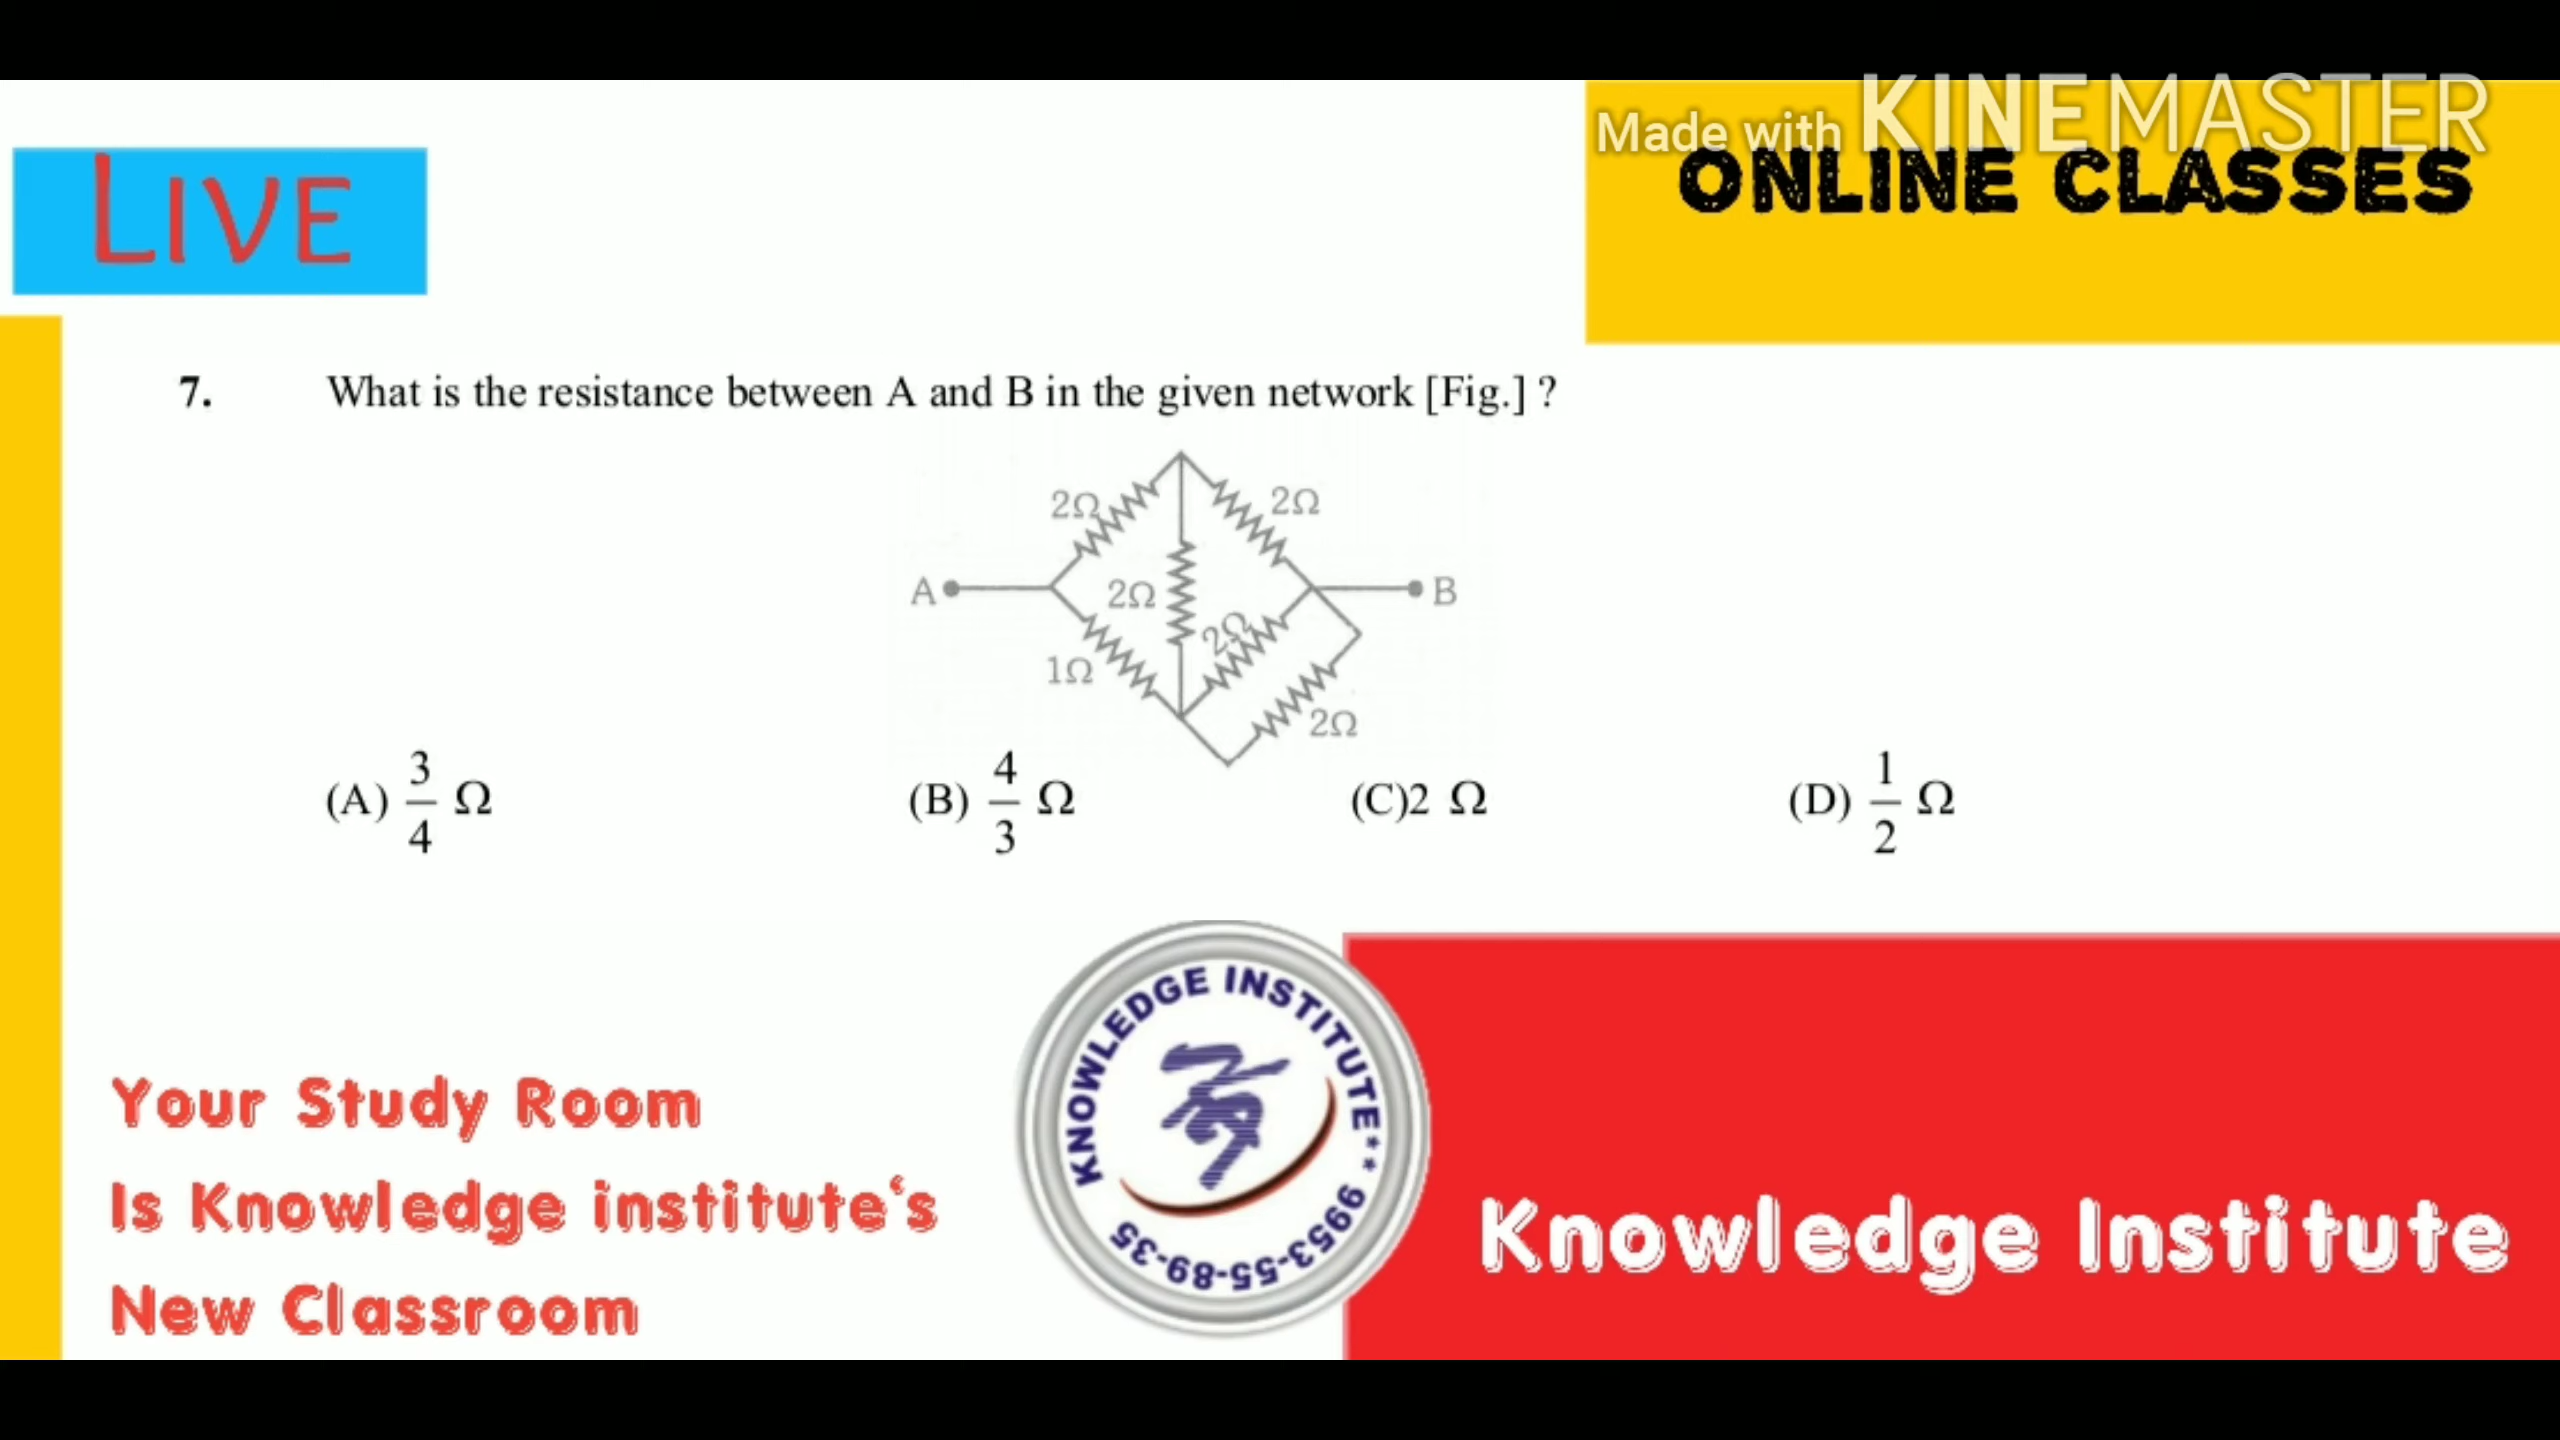 Made with KINEMASTER
LIVE
ONLINE CLASSES
7. What is the resistance between A and B in the given network [Fig.] ?
2Ω 2Ω
A 2Ω B
2Ω
1Ω
2Ω
(A) 3/4 Ω (B) 4/3 Ω (C)2 Ω (D) 1/2 Ω
KNOWLEDGE INSTITUTE** 9953-55-89-35
Your Study Room
Is Knowledge institute's
New Classroom
Knowledge Institute